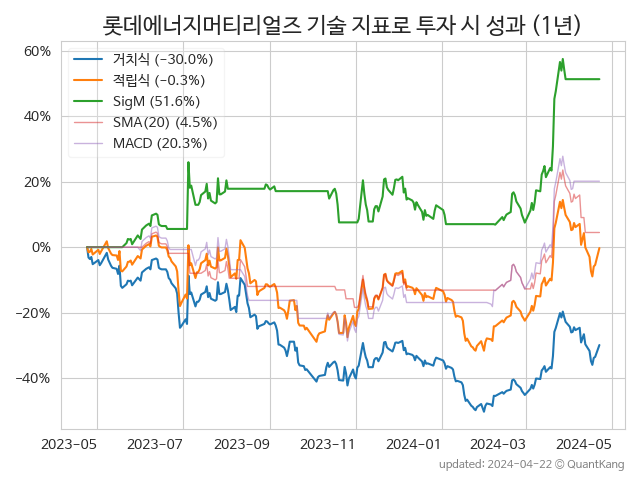 롯데에너지머티리얼즈 기술 지표로 투자 시 성과 (1년)
60%
40%
20%
0%
−20%
−40%
거치식 (−30.0%)
적립식 (−0.3%)
SigM (51.6%)
SMA(20) (4.5%)
MACD (20.3%)
2023-05 2023-07 2023-09 2023-11 2024-01 2024-03 2024-05
updated: 2024-04-22 © QuantKang